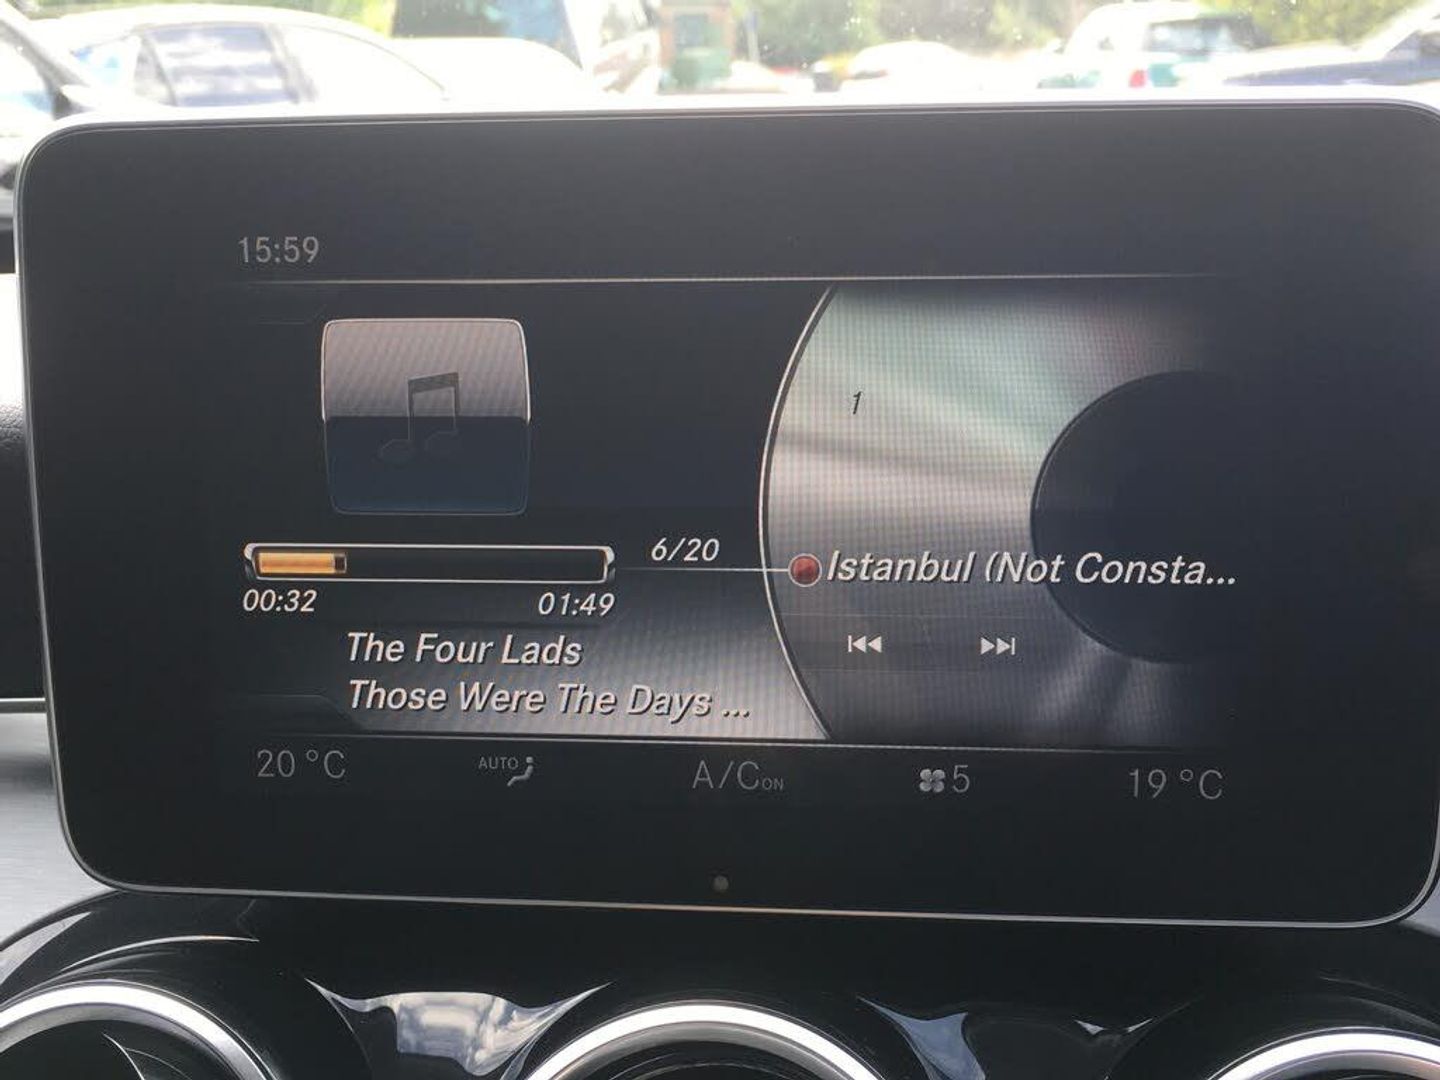 15:59
1
6/20
Istanbul (Not Consta...
00:32
01:49
The Four Lads
Those Were The Days ...
20 °C
AUTO
A/C ON
5
19 °C